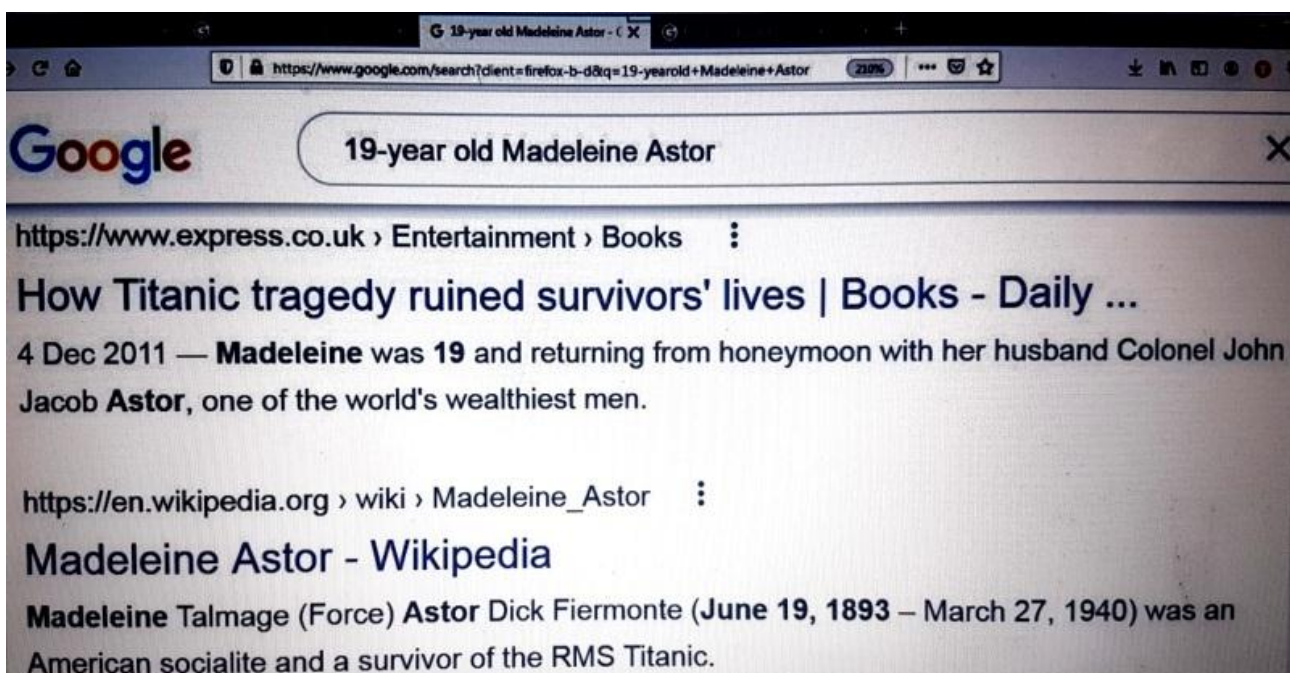 G 19-year old Madeleine Astor - (
https://www.google.com/search?client=firefox-b-d&q=19-yearold+Madeleine+Astor 210%
Google 19-year old Madeleine Astor
https://www.express.co.uk › Entertainment › Books
How Titanic tragedy ruined survivors' lives | Books - Daily ...
4 Dec 2011 — Madeleine was 19 and returning from honeymoon with her husband Colonel John
Jacob Astor, one of the world's wealthiest men.
https://en.wikipedia.org › wiki › Madeleine_Astor
Madeleine Astor - Wikipedia
Madeleine Talmage (Force) Astor Dick Fiermonte (June 19, 1893 – March 27, 1940) was an
American socialite and a survivor of the RMS Titanic.